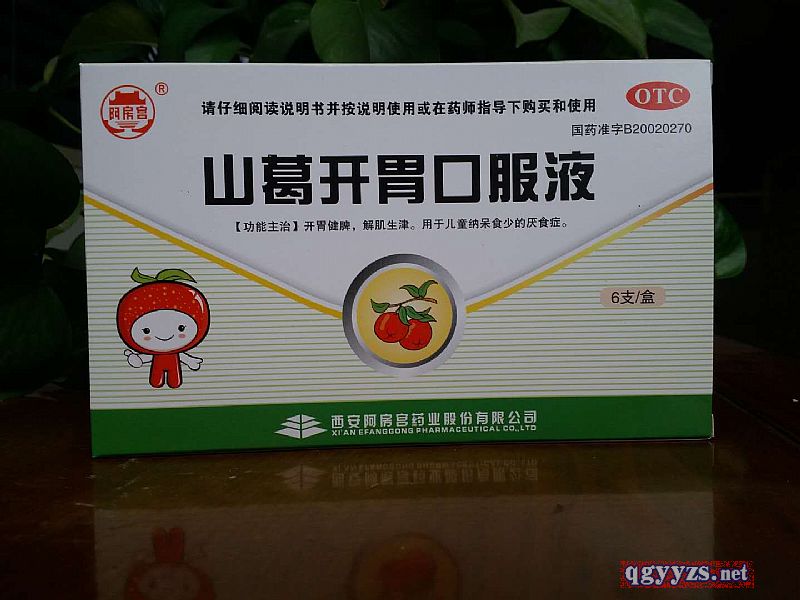 阿房宫
®
请仔细阅读说明书并按说明使用或在药师指导下购买和使用
OTC
国药准字B20020270
山葛开胃口服液
【功能主治】开胃健脾,解肌生津。用于儿童纳呆食少的厌食症。
6支/盒
西安阿房宫药业股份有限公司
XI'AN EFANGGONG PHARMACEUTICAL CO.,LTD
qgyyzs.net